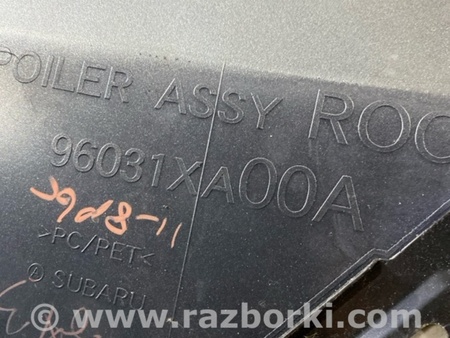 POILER ASSY ROO
96031XA00A
>PC/PET<
SUBARU
© www.razborki.com